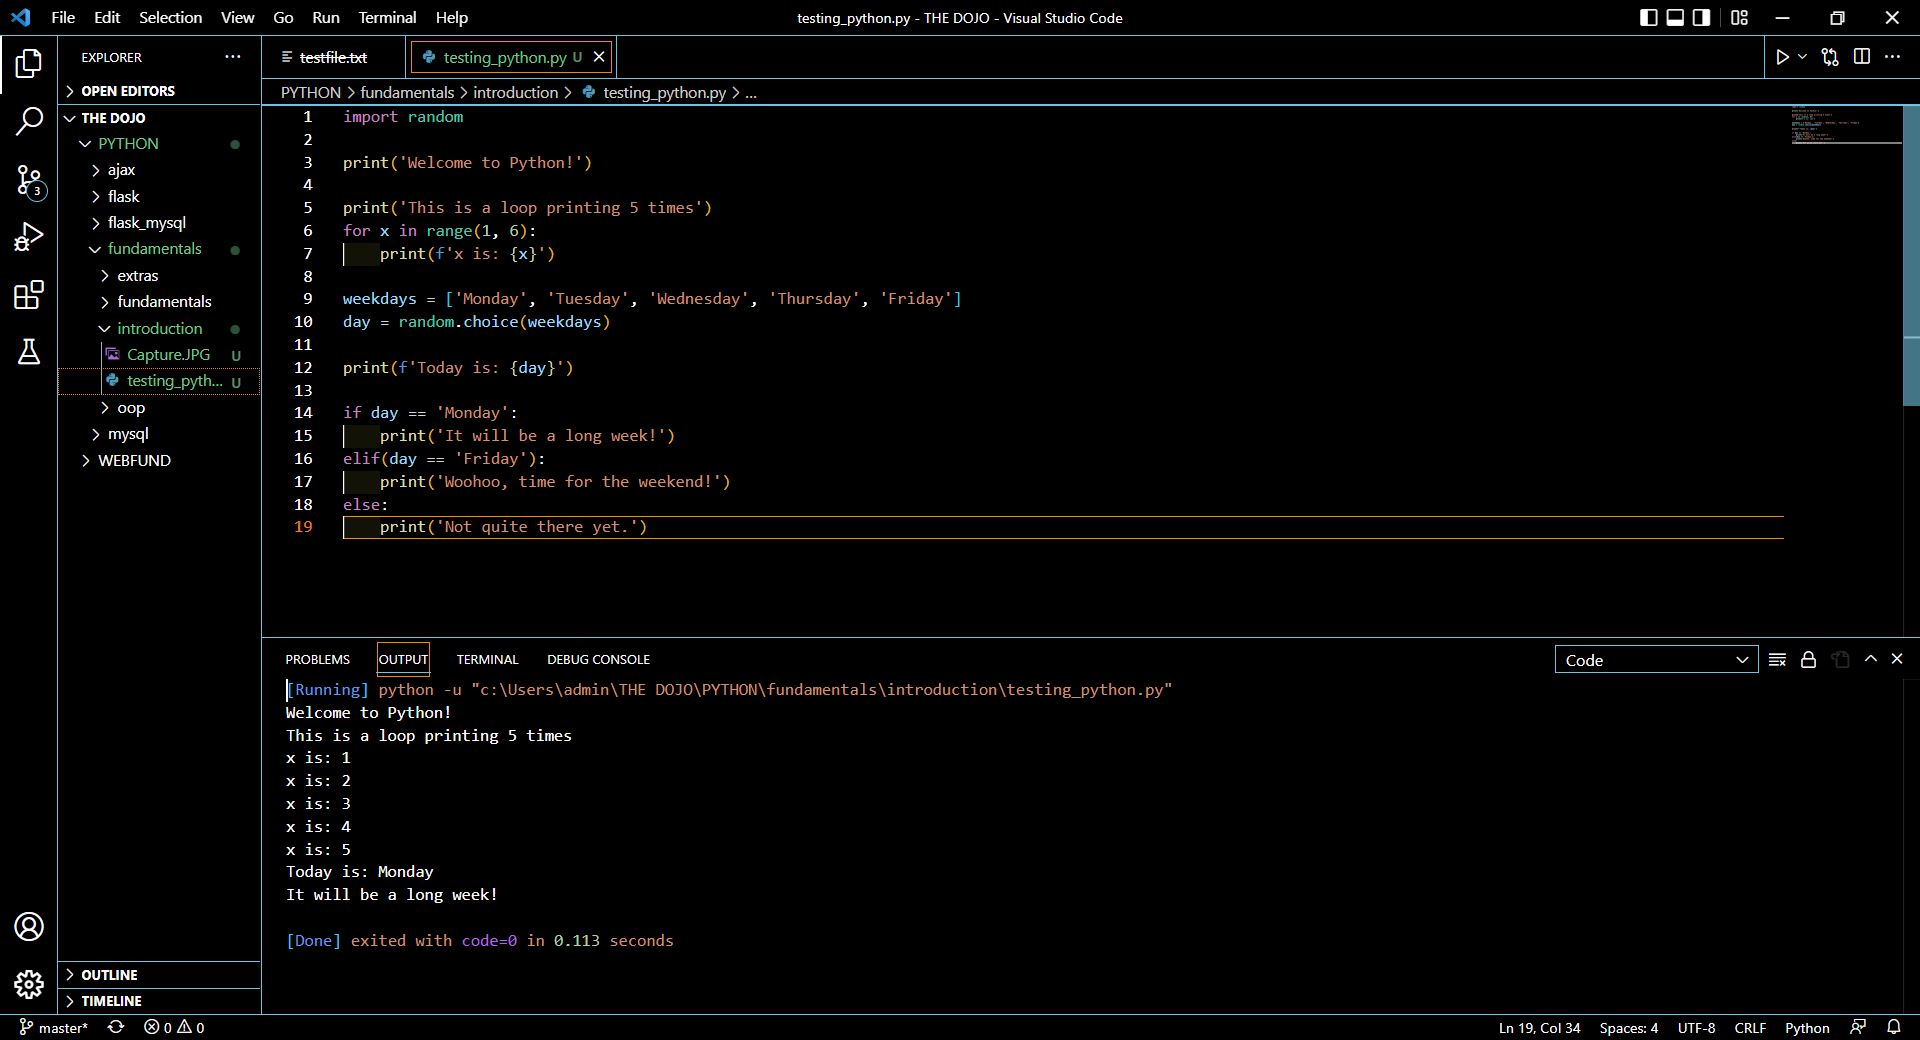 File Edit Selection View Go Run Terminal Help
testing_python.py - THE DOJO - Visual Studio Code
EXPLORER
OPEN EDITORS
THE DOJO
PYTHON
ajax
flask
flask_mysql
fundamentals
extras
fundamentals
introduction
Capture.JPG U
testing_pyth... U
oop
mysql
WEBFUND
OUTLINE
TIMELINE
3
testfile.txt
testing_python.py U
PYTHON > fundamentals > introduction > testing_python.py > ...
1 import random
2
3 print('Welcome to Python!')
4
5 print('This is a loop printing 5 times')
6 for x in range(1, 6):
7     print(f'x is: {x}')
8
9 weekdays = ['Monday', 'Tuesday', 'Wednesday', 'Thursday', 'Friday']
10 day = random.choice(weekdays)
11
12 print(f'Today is: {day}')
13
14 if day == 'Monday':
15     print('It will be a long week!')
16 elif(day == 'Friday'):
17     print('Woohoo, time for the weekend!')
18 else:
19     print('Not quite there yet.')
PROBLEMS OUTPUT TERMINAL DEBUG CONSOLE
Code
[Running] python -u "c:\Users\admin\THE DOJO\PYTHON\fundamentals\introduction\testing_python.py"
Welcome to Python!
This is a loop printing 5 times
x is: 1
x is: 2
x is: 3
x is: 4
x is: 5
Today is: Monday
It will be a long week!
[Done] exited with code=0 in 0.113 seconds
master* 0 0
Ln 19, Col 34 Spaces: 4 UTF-8 CRLF Python